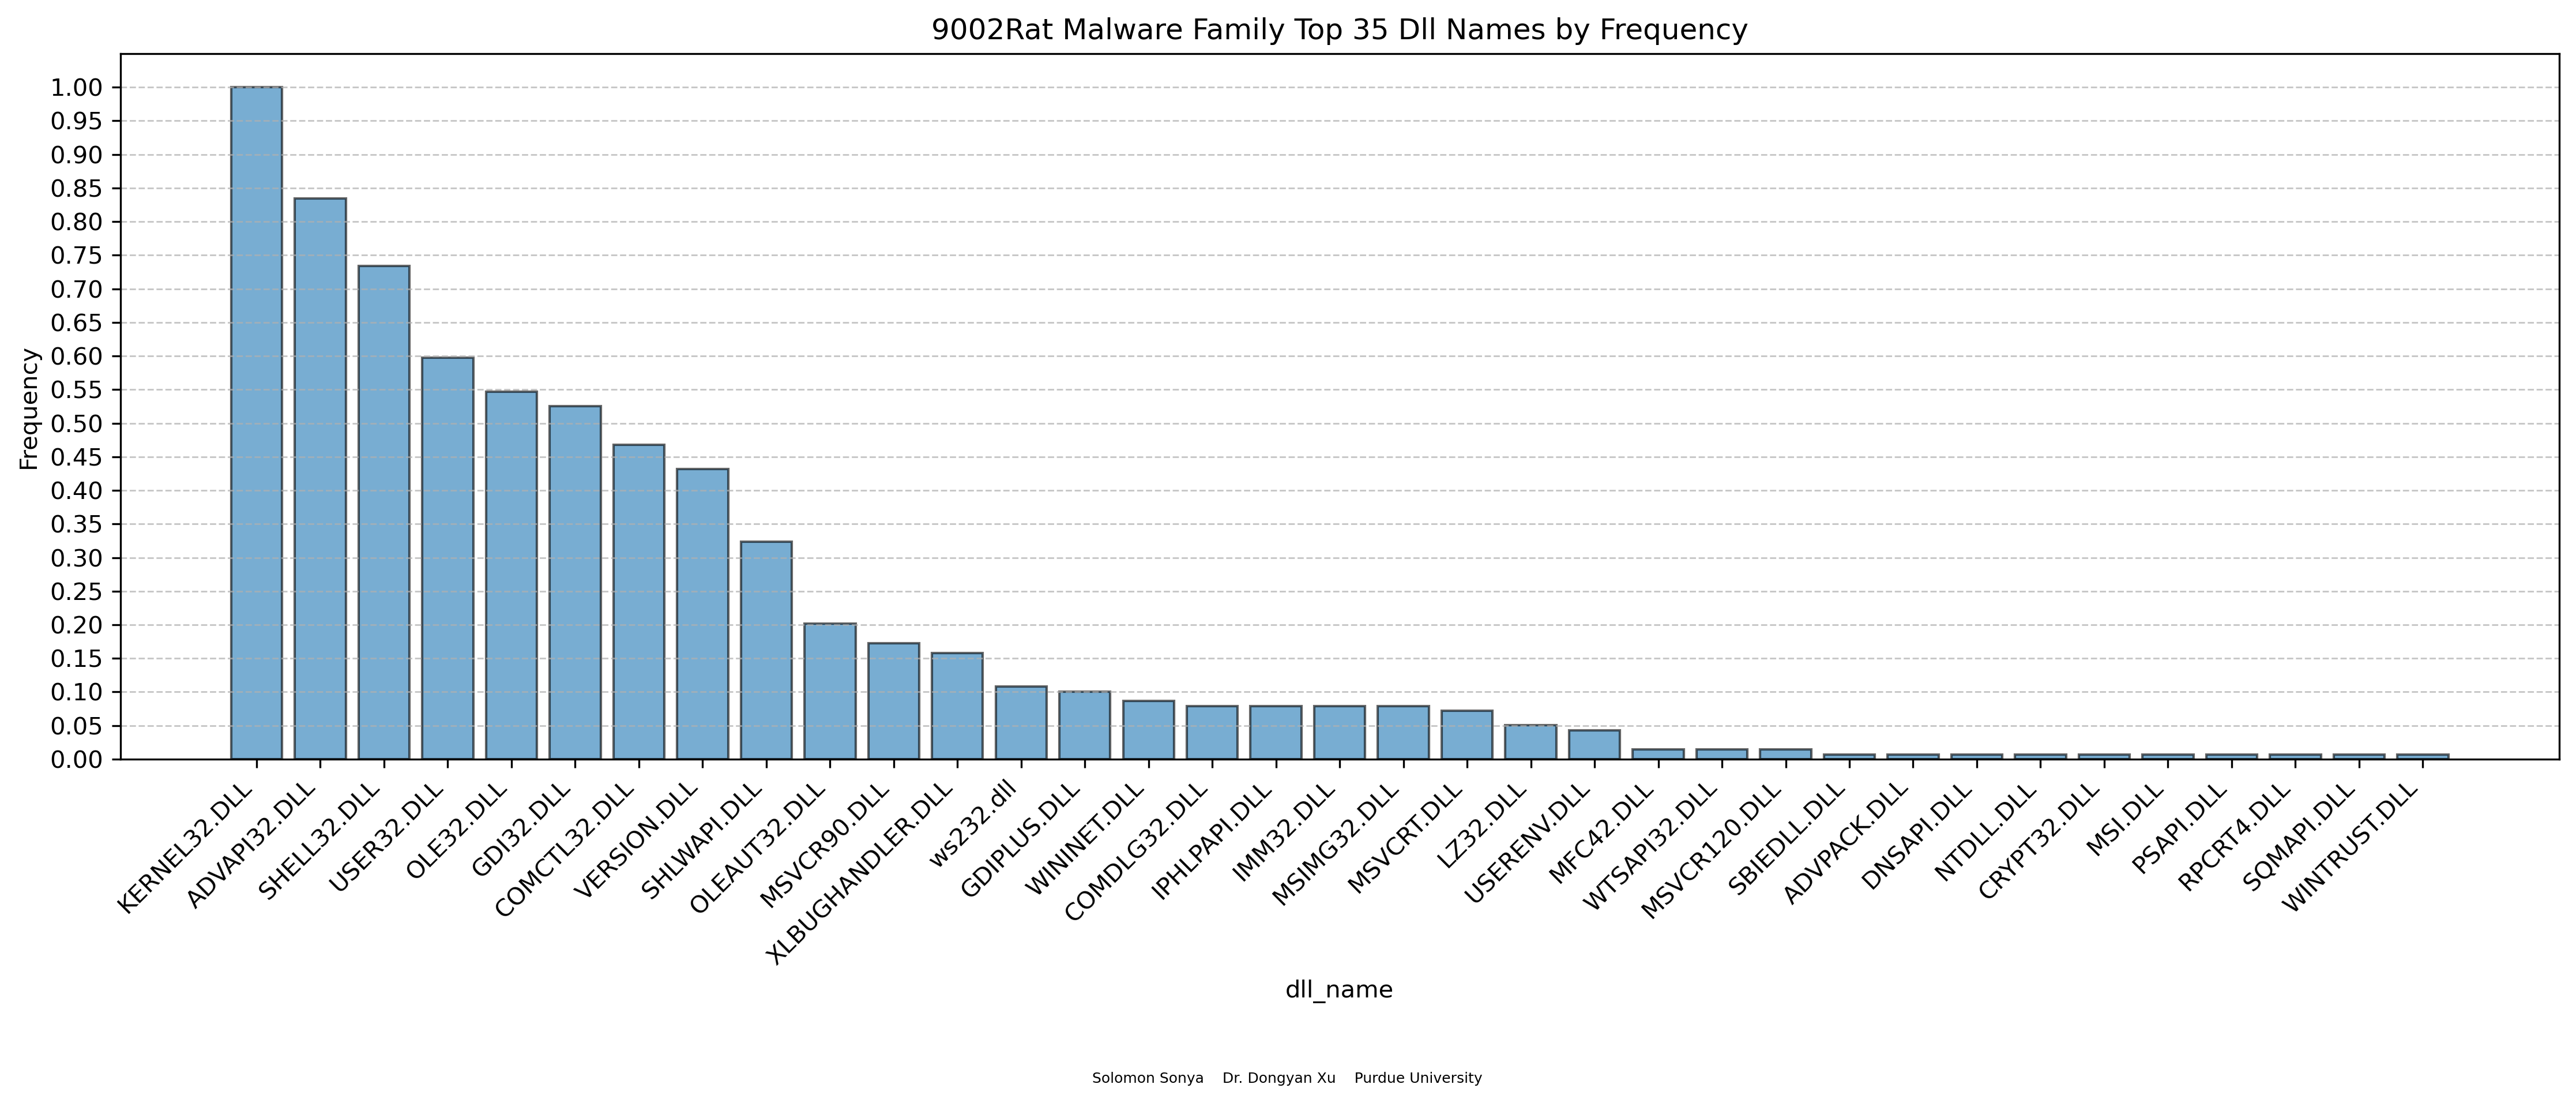 9002Rat Malware Family Top 35 Dll Names by Frequency
Frequency
1.00
0.95
0.90
0.85
0.80
0.75
0.70
0.65
0.60
0.55
0.50
0.45
0.40
0.35
0.30
0.25
0.20
0.15
0.10
0.05
0.00
KERNEL32.DLL
ADVAPI32.DLL
SHELL32.DLL
USER32.DLL
OLE32.DLL
GDI32.DLL
COMCTL32.DLL
VERSION.DLL
SHLWAPI.DLL
OLEAUT32.DLL
MSVCR90.DLL
XLBUGHANDLER.DLL
ws232.dll
GDIPLUS.DLL
WININET.DLL
COMDLG32.DLL
IPHLPAPI.DLL
IMM32.DLL
MSIMG32.DLL
MSVCRT.DLL
LZ32.DLL
USERENV.DLL
MFC42.DLL
WTSAPI32.DLL
MSVCR120.DLL
SBIEDLL.DLL
ADVPACK.DLL
DNSAPI.DLL
NTDLL.DLL
CRYPT32.DLL
MSI.DLL
PSAPI.DLL
RPCRT4.DLL
SQMAPI.DLL
WINTRUST.DLL
dll_name
Solomon Sonya    Dr. Dongyan Xu    Purdue University